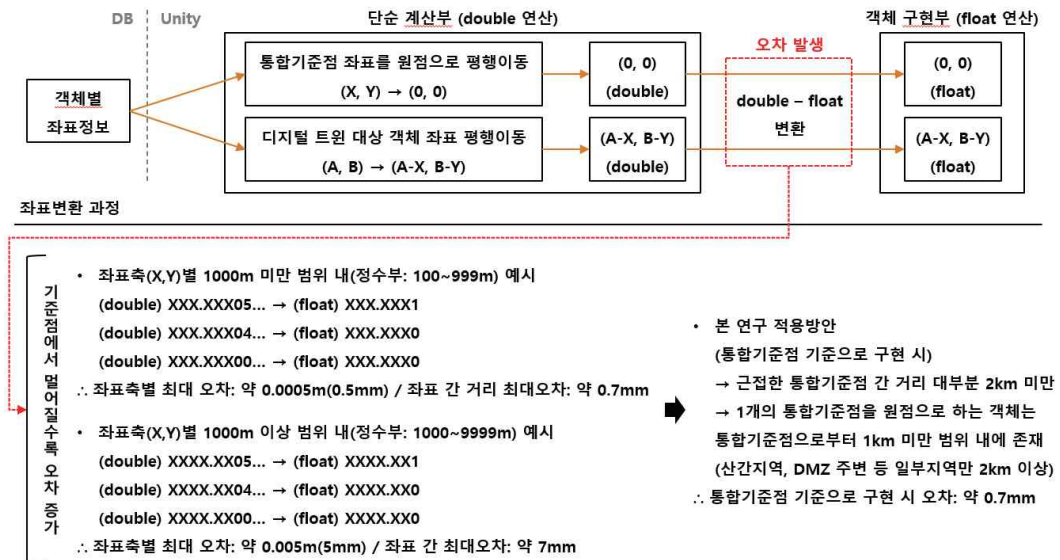 DB
Unity
단순 계산부 (double 연산)
객체 구현부 (float 연산)
객체별
좌표정보
통합기준점 좌표를 원점으로 평행이동
(X, Y) → (0, 0)
(0, 0)
(double)
오차 발생
double – float
변환
(0, 0)
(float)
디지털 트윈 대상 객체 좌표 평행이동
(A, B) → (A-X, B-Y)
(A-X, B-Y)
(double)
(A-X, B-Y)
(float)
좌표변환 과정
기준점에서 멀어질수록 오차 증가
• 좌표축(X,Y)별 1000m 미만 범위 내(정수부: 100~999m) 예시
(double) XXX.XXX05... → (float) XXX.XXX1
(double) XXX.XXX04... → (float) XXX.XXX0
(double) XXX.XXX00... → (float) XXX.XXX0
∴ 좌표축별 최대 오차: 약 0.0005m(0.5mm) / 좌표 간 거리 최대오차: 약 0.7mm
• 좌표축(X,Y)별 1000m 이상 범위 내(정수부: 1000~9999m) 예시
(double) XXXX.XX05... → (float) XXXX.XX1
(double) XXXX.XX04... → (float) XXXX.XX0
(double) XXXX.XX00... → (float) XXXX.XX0
∴ 좌표축별 최대 오차: 약 0.005m(5mm) / 좌표 간 최대오차: 약 7mm
• 본 연구 적용방안
(통합기준점 기준으로 구현 시)
→ 근접한 통합기준점 간 거리 대부분 2km 미만
→ 1개의 통합기준점을 원점으로 하는 객체는
통합기준점으로부터 1km 미만 범위 내에 존재
(산간지역, DMZ 주변 등 일부지역만 2km 이상)
∴ 통합기준점 기준으로 구현 시 오차: 약 0.7mm